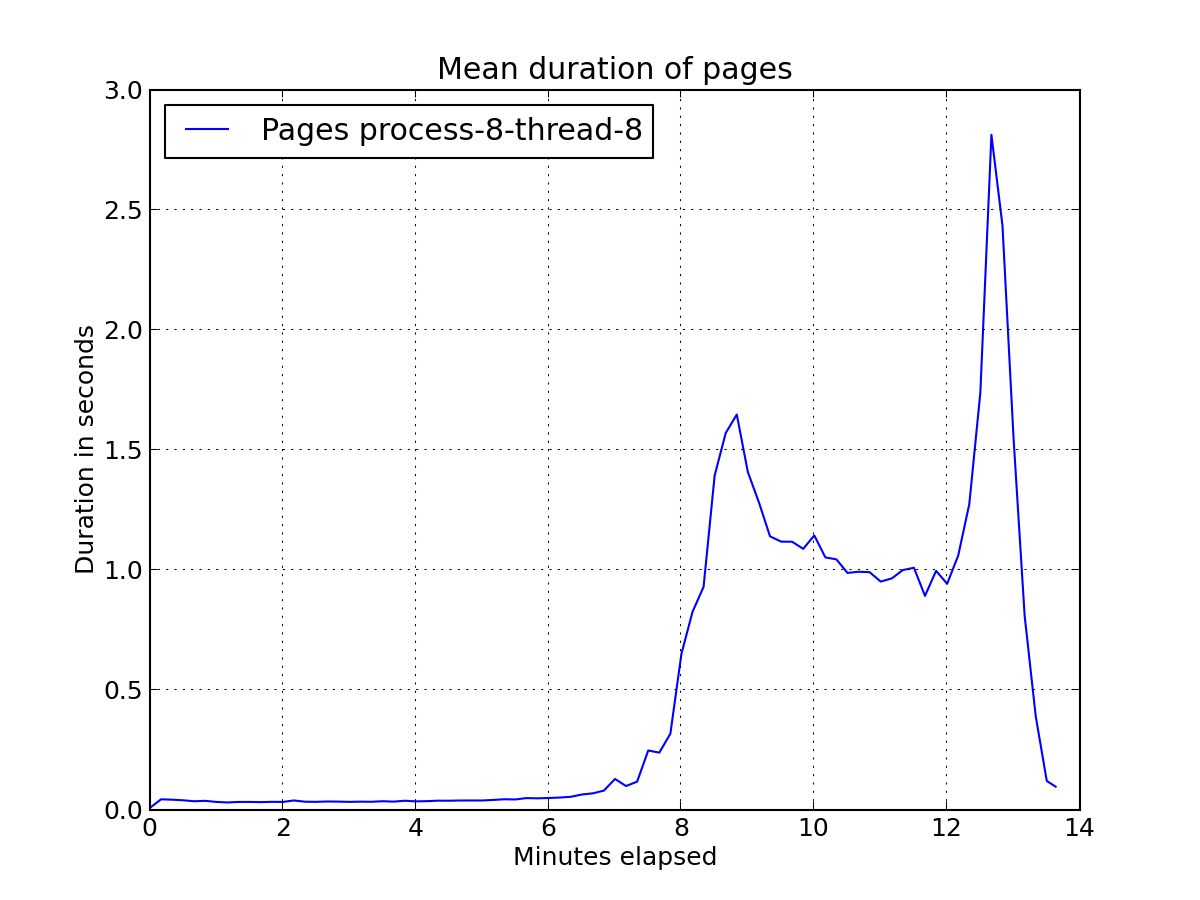 Mean duration of pages
Pages process-8-thread-8
3.0
2.5
2.0
1.5
1.0
0.5
0.0
Duration in seconds
0 2 4 6 8 10 12 14
Minutes elapsed